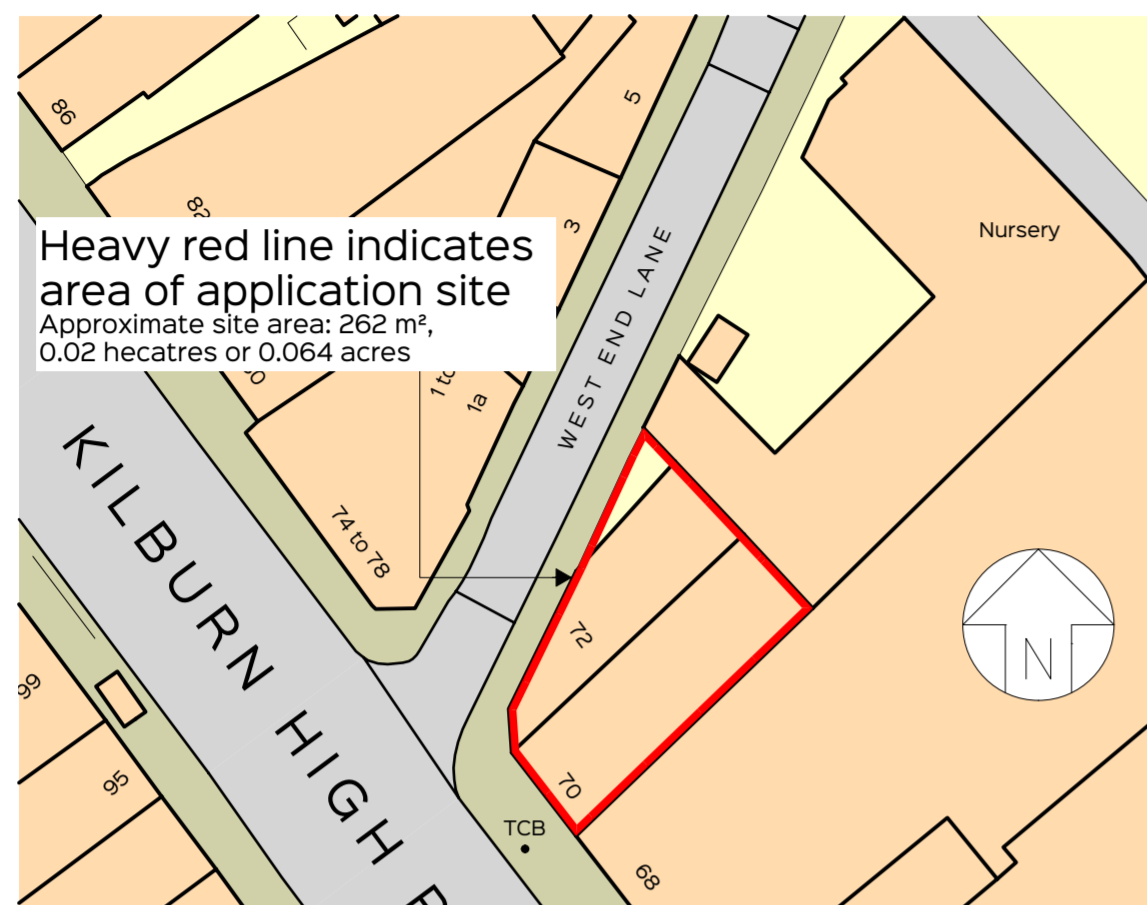 86
82
Heavy red line indicates
area of application site
Approximate site area: 262 m²,
0.02 hecatres or 0.064 acres
5
3
1a
WEST END LANE
Nursery
74 to 78
KILBURN HIGH
72
70
N
99
95
TCB
68